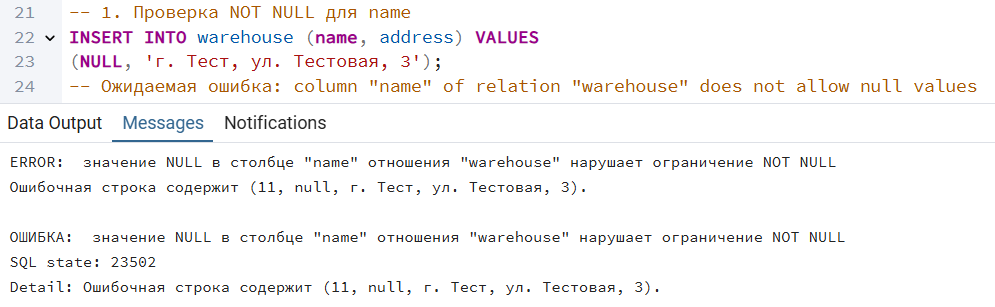 21 -- 1. Проверка NOT NULL для name
22 INSERT INTO warehouse (name, address) VALUES
23 (NULL, 'г. Тест, ул. Тестовая, 3');
24 -- Ожидаемая ошибка: column "name" of relation "warehouse" does not allow null values
Data Output Messages Notifications
ERROR:  значение NULL в столбце "name" отношения "warehouse" нарушает ограничение NOT NULL
Ошибочная строка содержит (11, null, г. Тест, ул. Тестовая, 3).
ОШИБКА:  значение NULL в столбце "name" отношения "warehouse" нарушает ограничение NOT NULL
SQL state: 23502
Detail: Ошибочная строка содержит (11, null, г. Тест, ул. Тестовая, 3).